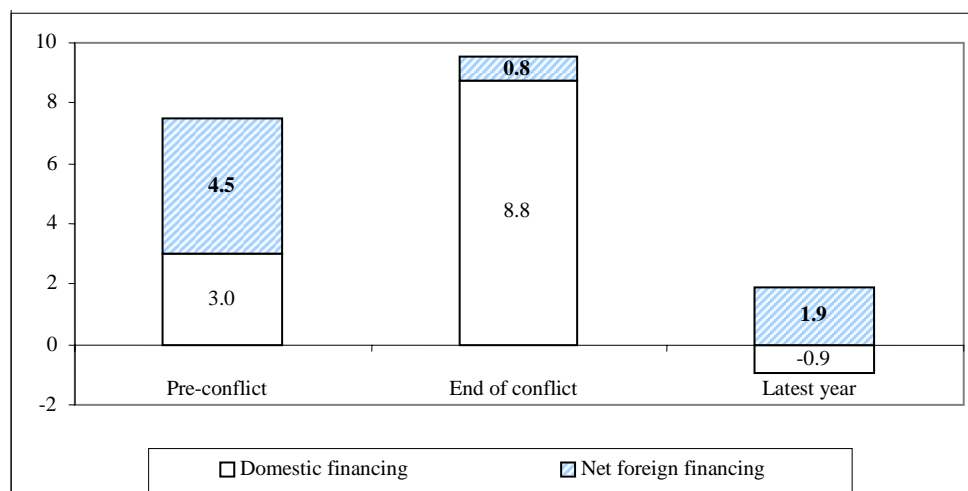 10
8
6
4
2
0
-2
4.5
3.0
0.8
8.8
1.9
-0.9
Pre-conflict
End of conflict
Latest year
Domestic financing
Net foreign financing